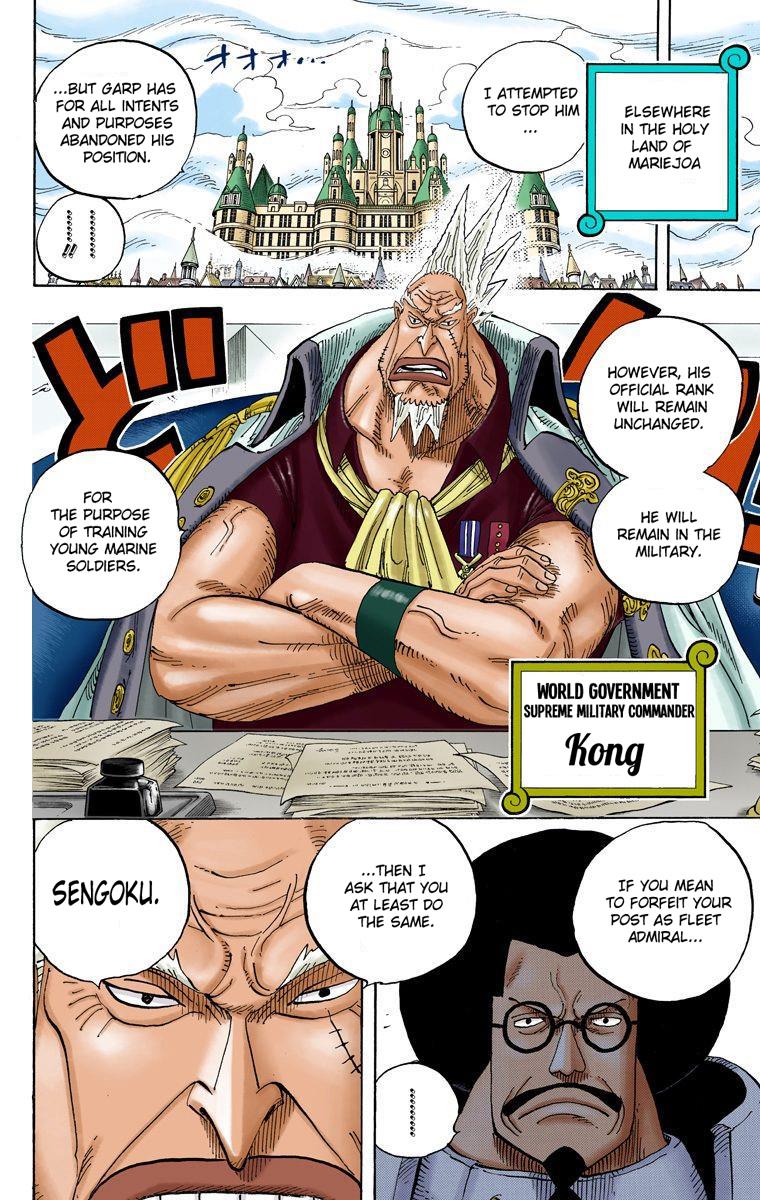 ELSEWHERE
IN THE HOLY
LAND OF
MARIEJOA
I ATTEMPTED
TO STOP HIM
...
オオオ...
...BUT GARP HAS
FOR ALL INTENTS
AND PURPOSES
ABANDONED HIS
POSITION.
........!!
HOWEVER, HIS
OFFICIAL RANK
WILL REMAIN
UNCHANGED.
HE WILL
REMAIN IN THE
MILITARY.
ド
FOR
THE PURPOSE
OF TRAINING
YOUNG MARINE
SOLDIERS.
WORLD GOVERNMENT
SUPREME MILITARY COMMANDER
Kong
IF YOU MEAN
TO FORFEIT YOUR
POST AS FLEET
ADMIRAL...
...THEN I
ASK THAT YOU
AT LEAST DO
THE SAME.
........
SENGOKU.